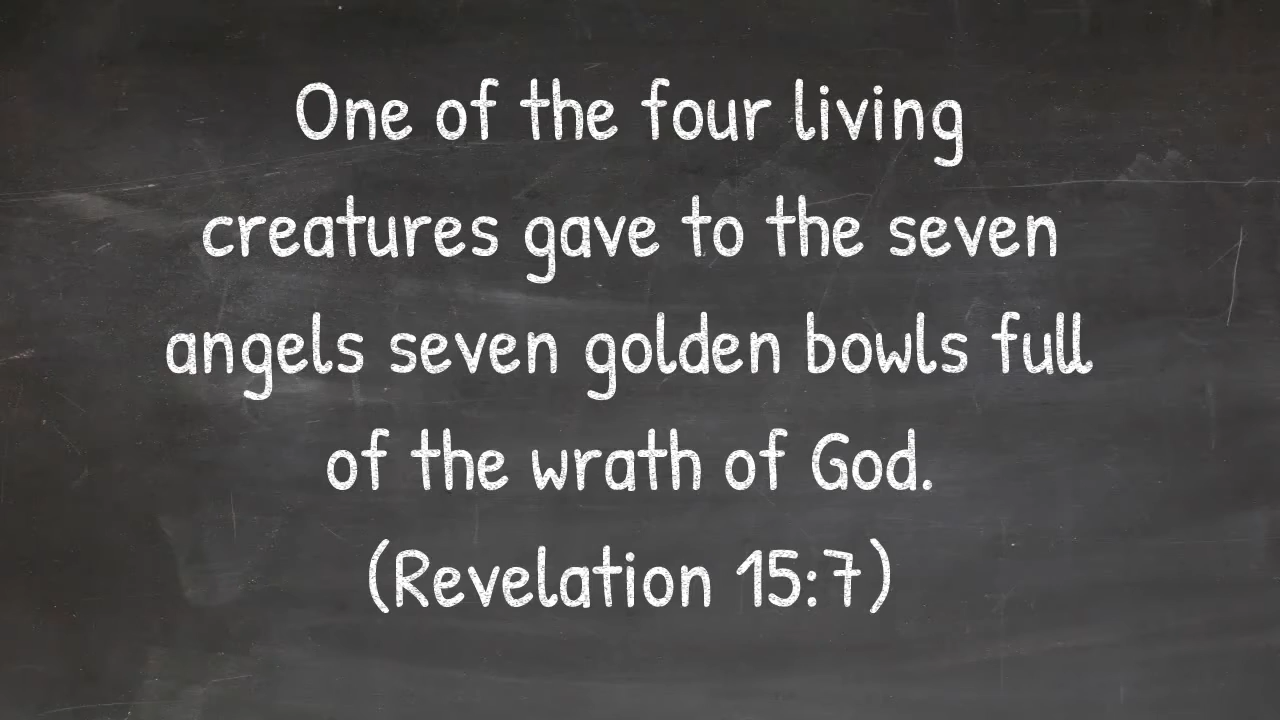 One of the four living
creatures gave to the seven
angels seven golden bowls full
of the wrath of God.
(Revelation 15:7)